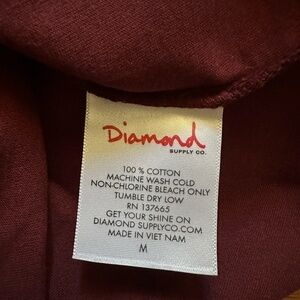 Diamond
SUPPLY CO.
100 % COTTON
MACHINE WASH COLD
NON-CHLORINE BLEACH ONLY
TUMBLE DRY LOW
RN 137665
GET YOUR SHINE ON
DIAMOND SUPPLYCO.COM
MADE IN VIET NAM
M